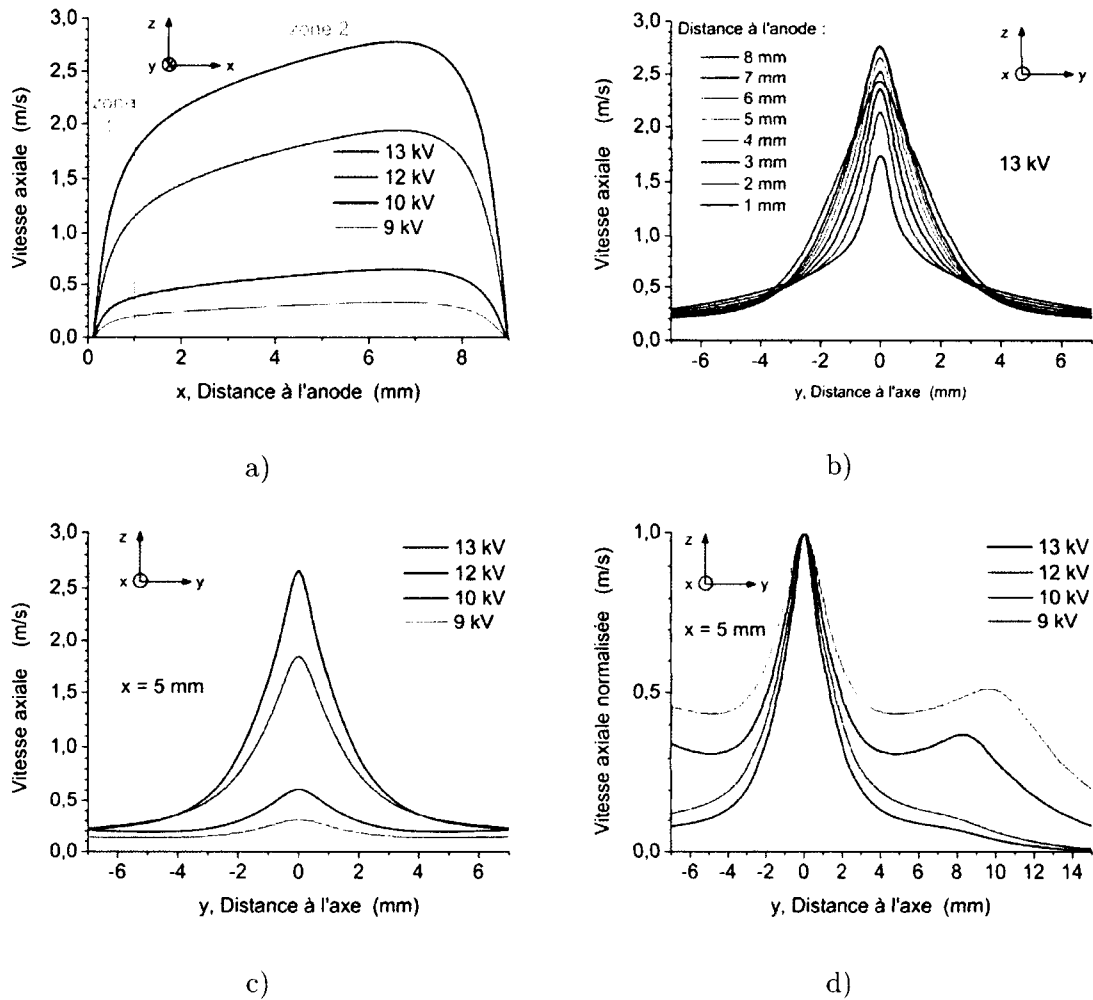 3,0
2,5
2,0
1,5
1,0
0,5
0,0
Vitesse axiale (m/s)
z
y
x
zone 2
zone
1
13 kV
12 kV
10 kV
9 kV
0
2
4
6
8
x, Distance à l'anode (mm)
a)
3,0
2,5
2,0
1,5
1,0
0,5
0,0
Vitesse axiale (m/s)
Distance à l'anode :
8 mm
7 mm
6 mm
5 mm
4 mm
3 mm
2 mm
1 mm
z
x
y
13 kV
-6
-4
-2
0
2
4
6
y, Distance à l'axe (mm)
b)
3,0
2,5
2,0
1,5
1,0
0,5
0,0
Vitesse axiale (m/s)
z
x
y
x = 5 mm
13 kV
12 kV
10 kV
9 kV
-6
-4
-2
0
2
4
6
y, Distance à l'axe (mm)
c)
1,0
0,5
0,0
Vitesse axiale normalisée (m/s)
z
x
y
x = 5 mm
13 kV
12 kV
10 kV
9 kV
-6
-4
-2
0
2
4
6
8
10
12
14
y, Distance à l'axe (mm)
d)